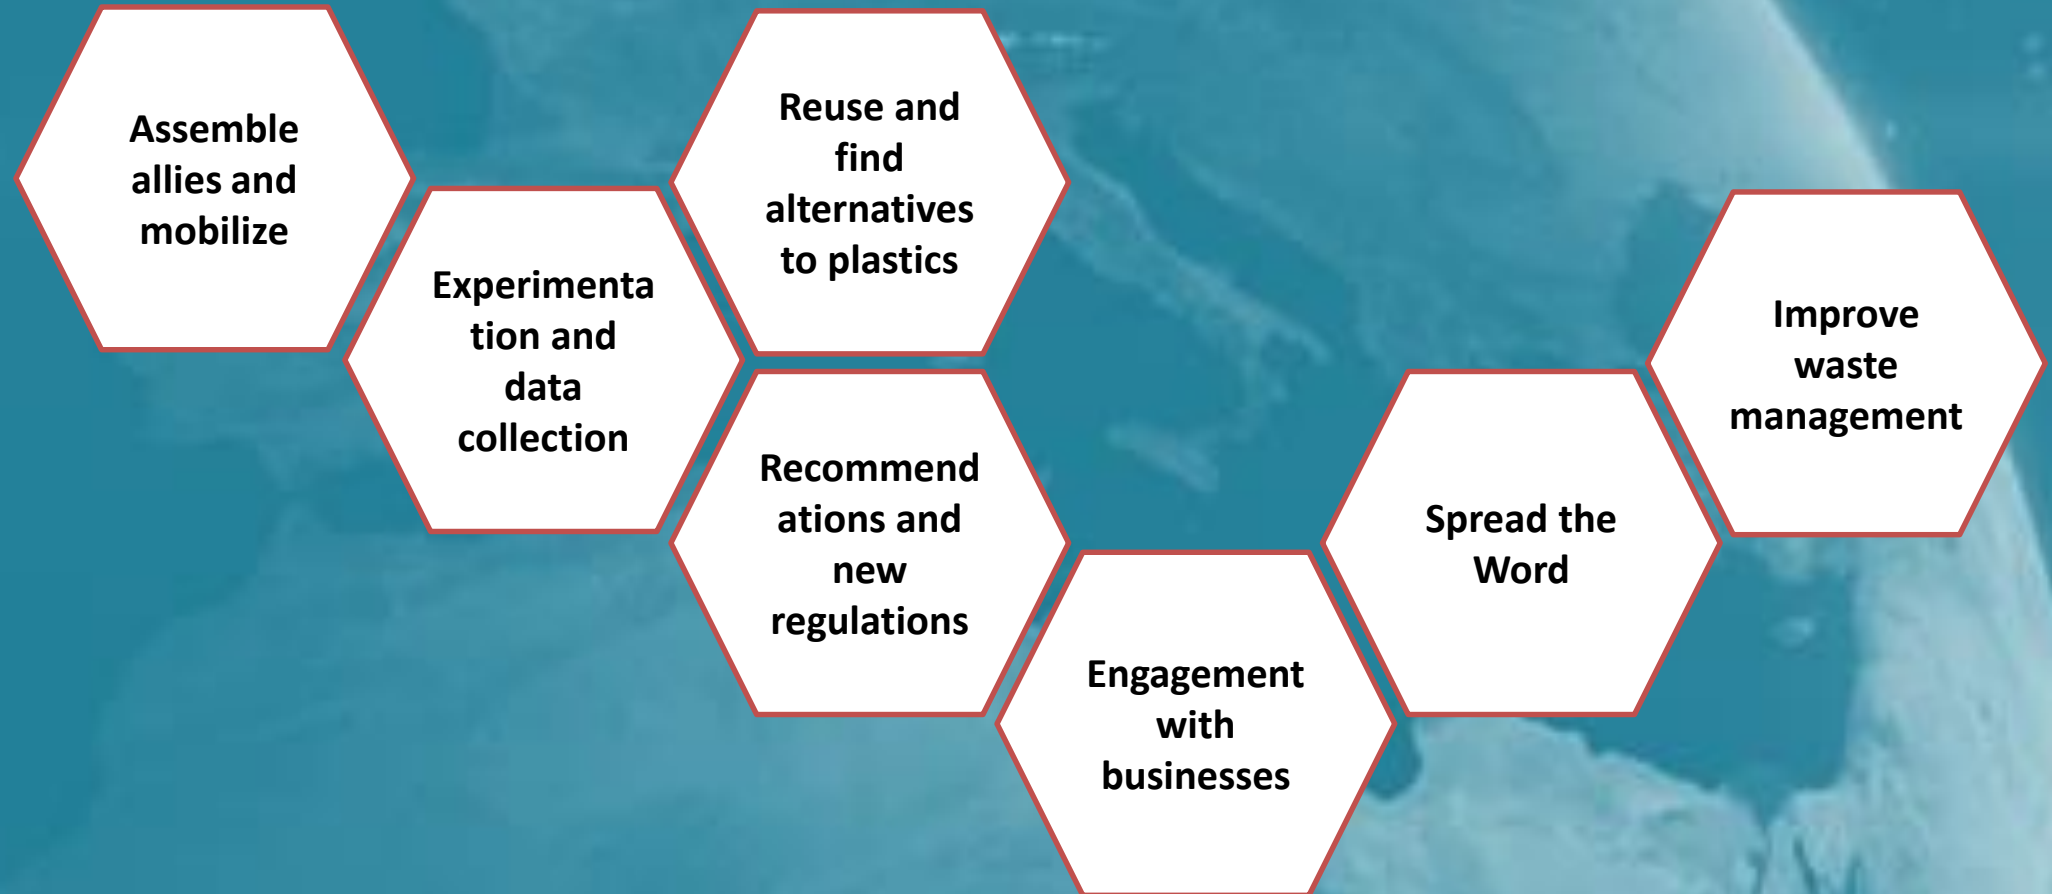 Assemble
allies and
mobilize
Experimenta
tion and
data
collection
Reuse and
find
alternatives
to plastics
Recommend
ations and
new
regulations
Engagement
with
businesses
Spread the
Word
Improve
waste
management